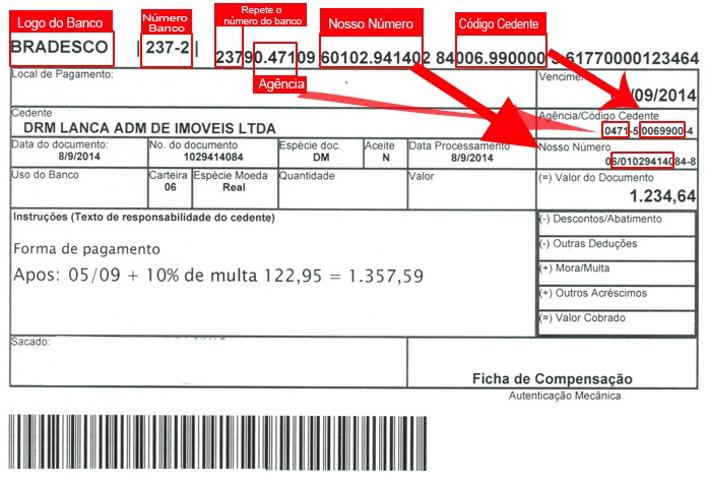 Logo do Banco
Número
Banco
Repete o
número do banco
Nosso Número
Código Cedente
BRADESCO | 237-2 | 23790.47109 60102.941402 84006.990000 61770000123464
Agência
Local de Pagamento:
Vencimen
/09/2014
Cedente
Agência/Código Cedente
DRM LANCA ADM DE IMOVEIS LTDA
0471-5 0069900-4
Data do documento: No. do documento Espécie doc. Aceite Data Processamento Nosso Número
8/9/2014 1029414084 DM N 8/9/2014 06/01029414084-8
Uso do Banco Carteira Espécie Moeda Quantidade Valor (=) Valor do Documento
06 Real 1.234,64
Instruções (Texto de responsabilidade do cedente)
(-) Descontos/Abatimento
(-) Outras Deduções
Forma de pagamento
Apos: 05/09 + 10% de multa 122,95 = 1.357,59
(+) Mora/Multa
(+) Outros Acréscimos
(=) Valor Cobrado
Sacado:
Ficha de Compensação
Autenticação Mecânica